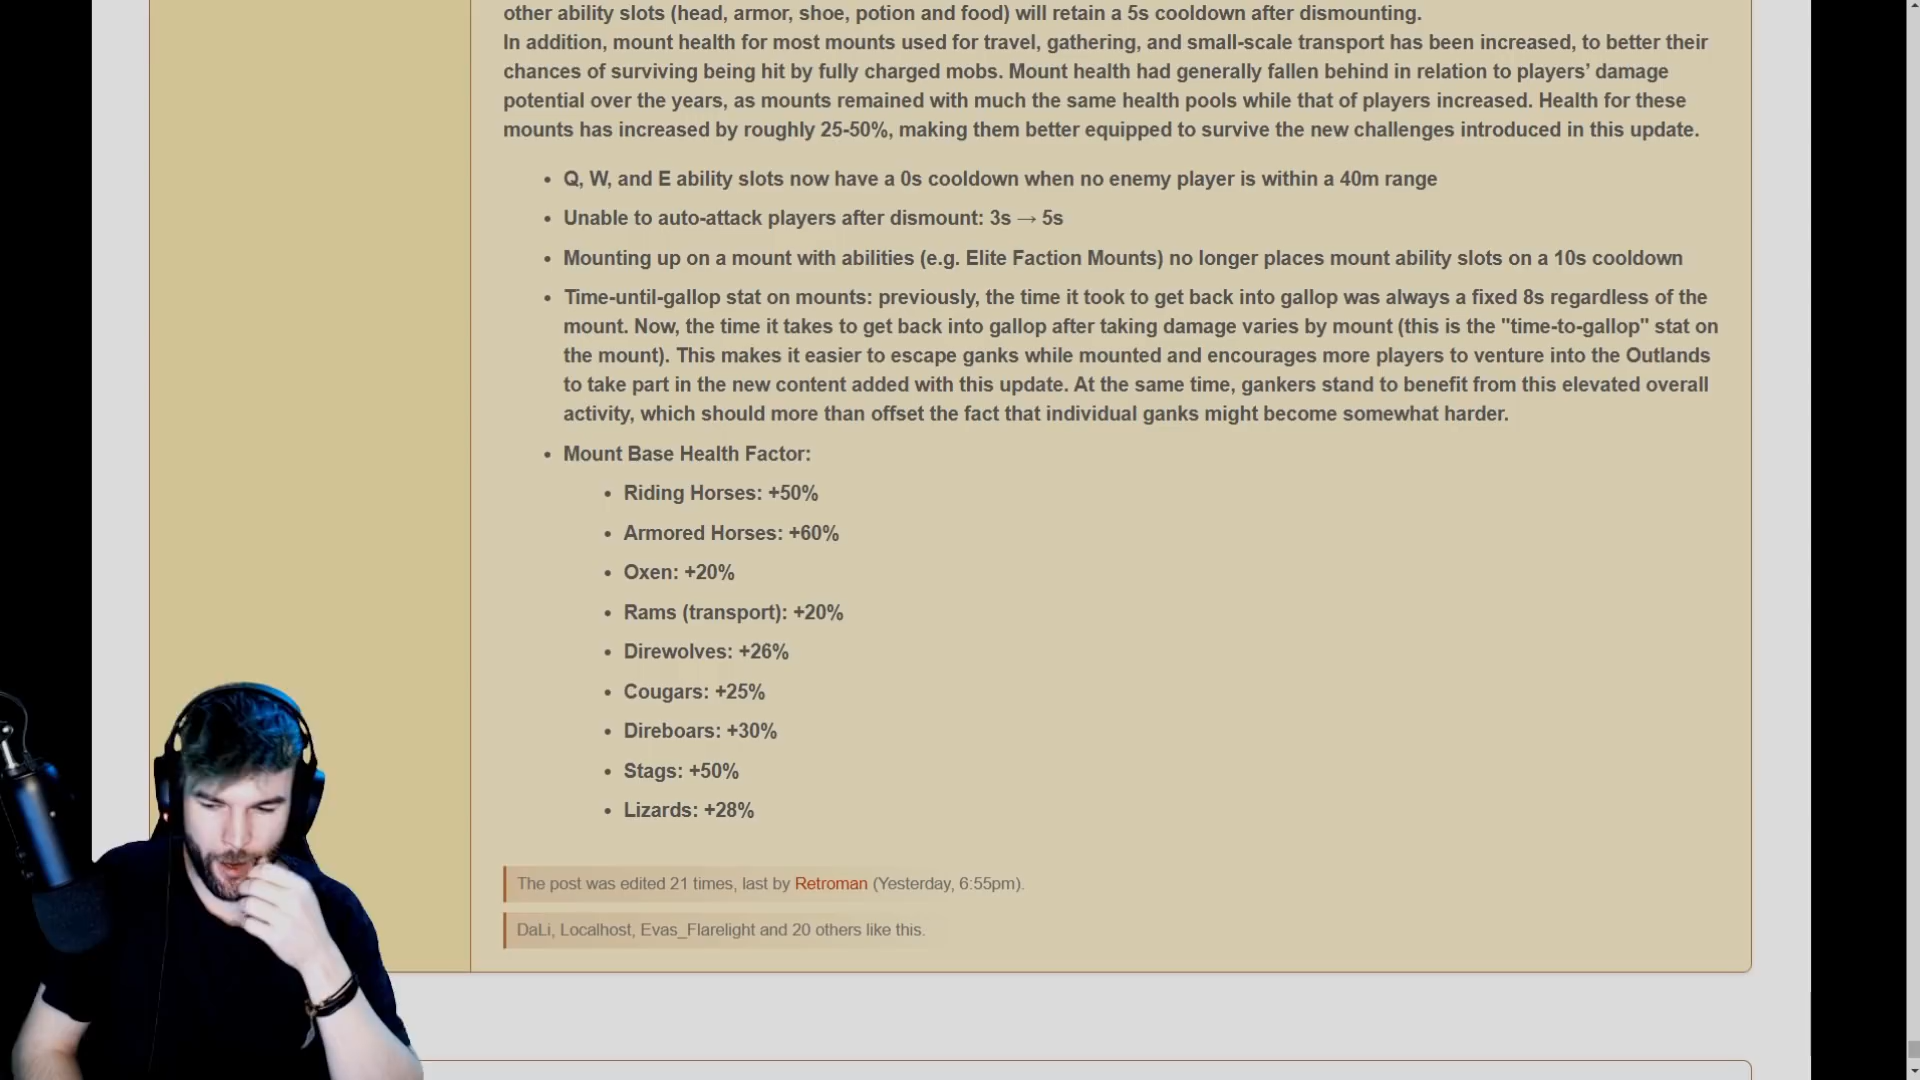 other ability slots (head, armor, shoe, potion and food) will retain a 5s cooldown after dismounting.
In addition, mount health for most mounts used for travel, gathering, and small-scale transport has been increased, to better their
chances of surviving being hit by fully charged mobs. Mount health had generally fallen behind in relation to players’ damage
potential over the years, as mounts remained with much the same health pools while that of players increased. Health for these
mounts has increased by roughly 25-50%, making them better equipped to survive the new challenges introduced in this update.
• Q, W, and E ability slots now have a 0s cooldown when no enemy player is within a 40m range
• Unable to auto-attack players after dismount: 3s → 5s
• Mounting up on a mount with abilities (e.g. Elite Faction Mounts) no longer places mount ability slots on a 10s cooldown
• Time-until-gallop stat on mounts: previously, the time it took to get back into gallop was always a fixed 8s regardless of the
mount. Now, the time it takes to get back into gallop after taking damage varies by mount (this is the "time-to-gallop" stat on
the mount). This makes it easier to escape ganks while mounted and encourages more players to venture into the Outlands
to take part in the new content added with this update. At the same time, gankers stand to benefit from this elevated overall
activity, which should more than offset the fact that individual ganks might become somewhat harder.
• Mount Base Health Factor:
• Riding Horses: +50%
• Armored Horses: +60%
• Oxen: +20%
• Rams (transport): +20%
• Direwolves: +26%
• Cougars: +25%
• Direboars: +30%
• Stags: +50%
• Lizards: +28%
The post was edited 21 times, last by Retroman (Yesterday, 6:55pm).
DaLi, Localhost, Evas_Flarelight and 20 others like this.